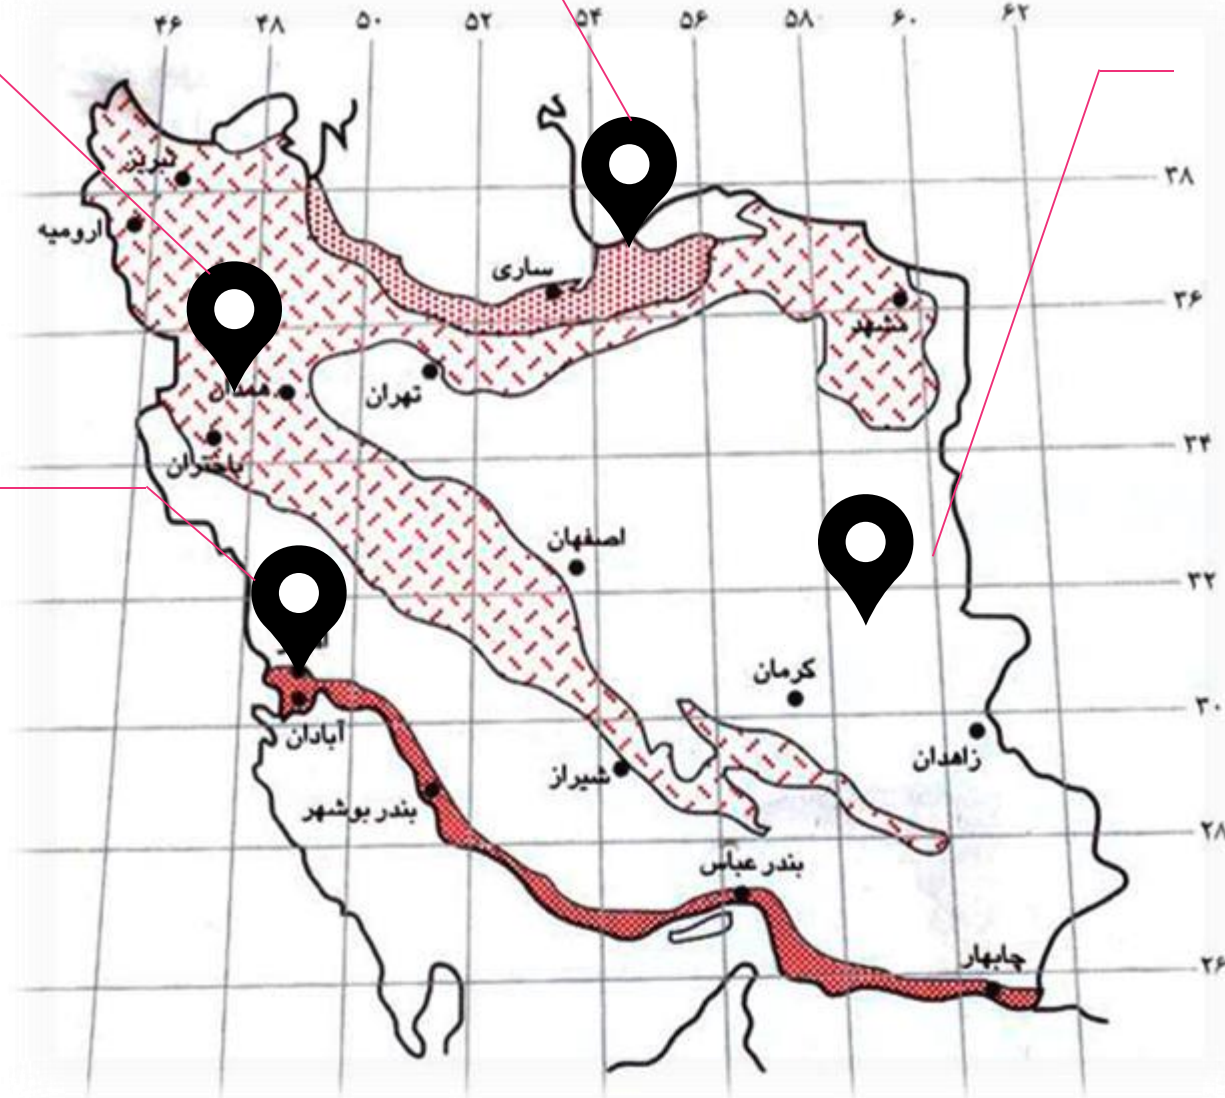 ۴۶ ۴۸ ۵۰ ۵۲ ۵۴ ۵۶ ۵۸ ۶۰ ۶۲
تبریز
۳۸
ارومیه
ساری
۳۶
مشهد
همدان
تهران
۳۴
باختران
اصفهان
۳۲
کرمان
۳۰
آبادان
زاهدان
شیراز
بندر بوشهر
۲۸
بندر عباس
چابهار
۲۶